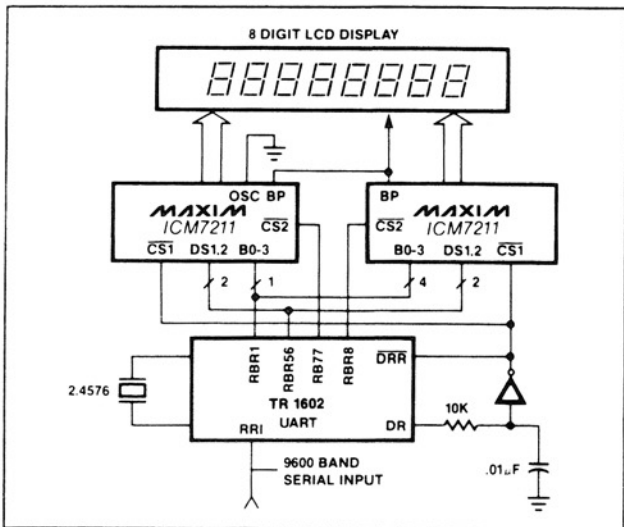 8 DIGIT LCD DISPLAY
OSC BP
MAXIM
ICM7211
CS2
CS1 DS1,2 B0-3
BP
MAXIM
ICM7211
CS2
B0-3 DS1,2 CS1
2
1
4
2
RBR1
RBR56
RB77
RBR8
DRR
2.4576
TR 1602
UART
RRI
DR
10K
.01μF
9600 BAND
SERIAL INPUT